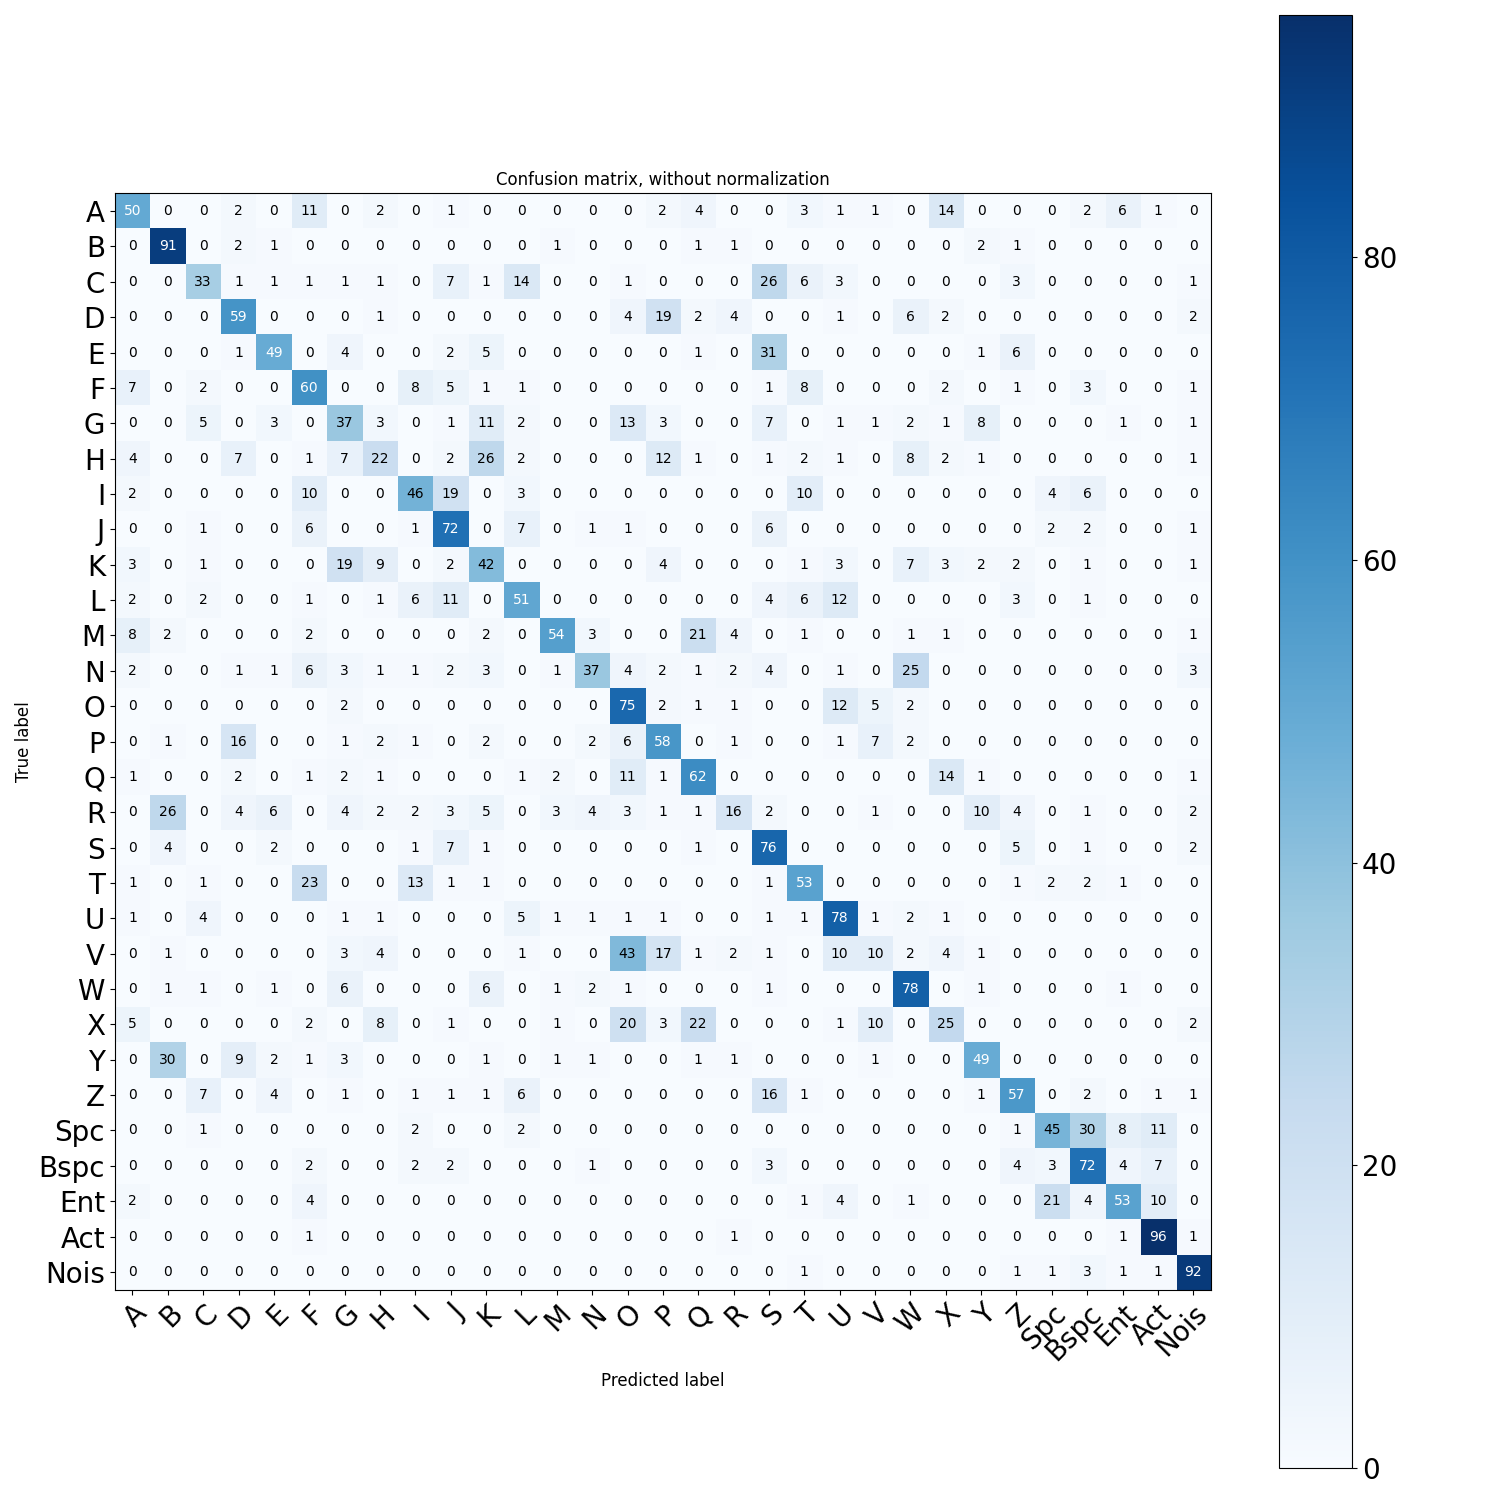 Confusion matrix, without normalization
A 50 0 0 2 0 11 0 2 0 1 0 0 0 0 0 2 4 0 0 3 1 1 0 14 0 0 0 2 6 1 0
B 0 91 0 2 1 0 0 0 0 0 0 0 1 0 0 0 1 1 0 0 0 0 0 0 2 1 0 0 0 0 0
C 0 0 33 1 1 1 1 1 0 7 1 14 0 0 1 0 0 0 26 6 3 0 0 0 0 3 0 0 0 0 1
D 0 0 0 59 0 0 0 1 0 0 0 0 0 0 4 19 2 4 0 0 1 0 6 2 0 0 0 0 0 0 2
E 0 0 0 1 49 0 4 0 0 2 5 0 0 0 0 0 1 0 31 0 0 0 0 0 1 6 0 0 0 0 0
F 7 0 2 0 0 60 0 0 8 5 1 1 0 0 0 0 0 0 1 8 0 0 0 2 0 1 0 3 0 0 1
G 0 0 5 0 3 0 37 3 0 1 11 2 0 0 13 3 0 0 7 0 1 1 2 1 8 0 0 0 1 0 1
H 4 0 0 7 0 1 7 22 0 2 26 2 0 0 0 12 1 0 1 2 1 0 8 2 1 0 0 0 0 0 1
I 2 0 0 0 0 10 0 0 46 19 0 3 0 0 0 0 0 0 0 10 0 0 0 0 0 0 4 6 0 0 0
J 0 0 1 0 0 6 0 0 1 72 0 7 0 1 1 0 0 0 6 0 0 0 0 0 0 0 2 2 0 0 1
K 3 0 1 0 0 0 19 9 0 2 42 0 0 0 0 4 0 0 0 1 3 0 7 3 2 2 0 1 0 0 1
L 2 0 2 0 0 1 0 1 6 11 0 51 0 0 0 0 0 0 4 6 12 0 0 0 0 3 0 1 0 0 0
M 8 2 0 0 0 2 0 0 0 0 2 0 54 3 0 0 21 4 0 1 0 0 1 1 0 0 0 0 0 0 1
N 2 0 0 1 1 6 3 1 1 2 3 0 1 37 4 2 1 2 4 0 1 0 25 0 0 0 0 0 0 0 3
O 0 0 0 0 0 0 2 0 0 0 0 0 0 0 75 2 1 1 0 0 12 5 2 0 0 0 0 0 0 0 0
P 0 1 0 16 0 0 1 2 1 0 2 0 0 2 6 58 0 1 0 0 1 7 2 0 0 0 0 0 0 0 0
Q 1 0 0 2 0 1 2 1 0 0 0 1 2 0 11 1 62 0 0 0 0 0 0 14 1 0 0 0 0 0 1
R 0 26 0 4 6 0 4 2 2 3 5 0 3 4 3 1 1 16 2 0 0 1 0 0 10 4 0 1 0 0 2
S 0 4 0 0 2 0 0 0 1 7 1 0 0 0 0 0 1 0 76 0 0 0 0 0 0 5 0 1 0 0 2
T 1 0 1 0 0 23 0 0 13 1 1 0 0 0 0 0 0 0 1 53 0 0 0 0 0 1 2 2 1 0 0
U 1 0 4 0 0 0 1 1 0 0 0 5 1 1 1 1 0 0 1 1 78 1 2 1 0 0 0 0 0 0 0
V 0 1 0 0 0 0 3 4 0 0 0 1 0 0 43 17 1 2 1 0 10 10 2 4 1 0 0 0 0 0 0
W 0 1 1 0 1 0 6 0 0 0 6 0 1 2 1 0 0 0 1 0 0 0 78 0 1 0 0 0 1 0 0
X 5 0 0 0 0 2 0 8 0 1 0 0 1 0 20 3 22 0 0 0 1 10 0 25 0 0 0 0 0 0 2
Y 0 30 0 9 2 1 3 0 0 0 1 0 1 1 0 0 1 1 0 0 0 1 0 0 49 0 0 0 0 0 0
Z 0 0 7 0 4 0 1 0 1 1 1 6 0 0 0 0 0 0 16 1 0 0 0 0 1 57 0 2 0 1 1
Spc 0 0 1 0 0 0 0 0 2 0 0 2 0 0 0 0 0 0 0 0 0 0 0 0 0 1 45 30 8 11 0
Bspc 0 0 0 0 0 2 0 0 2 2 0 0 0 1 0 0 0 0 3 0 0 0 0 0 0 4 3 72 4 7 0
Ent 2 0 0 0 0 4 0 0 0 0 0 0 0 0 0 0 0 0 0 1 4 0 1 0 0 0 21 4 53 10 0
Act 0 0 0 0 0 1 0 0 0 0 0 0 0 0 0 0 0 1 0 0 0 0 0 0 0 0 0 0 1 96 1
Nois 0 0 0 0 0 0 0 0 0 0 0 0 0 0 0 0 0 0 0 1 0 0 0 0 0 1 1 3 1 1 92
A B C D E F G H I J K L M N O P Q R S T U V W X Y Z Spc Bspc Ent Act Nois
Predicted label
True label
80
60
40
20
0